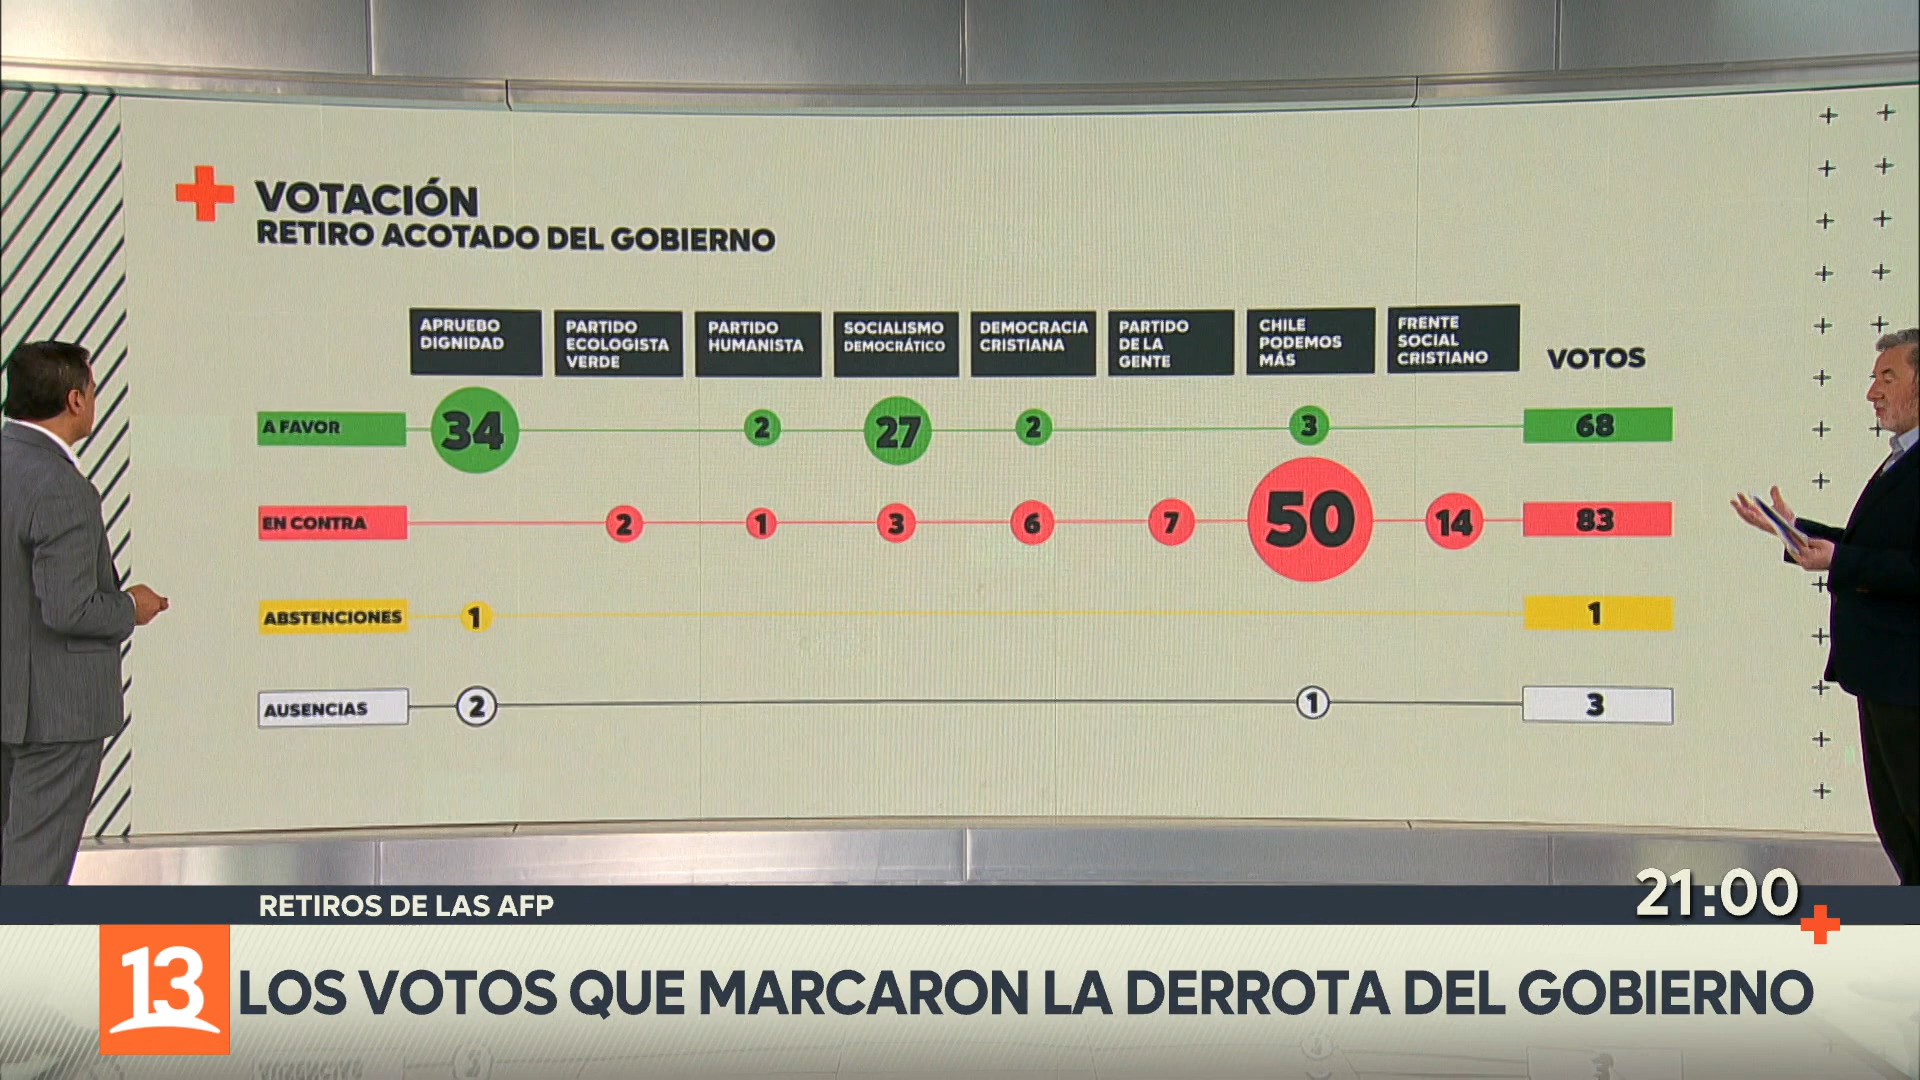 VOTACIÓN
RETIRO ACOTADO DEL GOBIERNO
APRUEBO
DIGNIDAD
PARTIDO
ECOLOGISTA
VERDE
PARTIDO
HUMANISTA
SOCIALISMO
DEMOCRÁTICO
DEMOCRACIA
CRISTIANA
PARTIDO
DE LA
GENTE
CHILE
PODEMOS
MÁS
FRENTE
SOCIAL
CRISTIANO
VOTOS
A FAVOR 34 2 27 2 3 68
EN CONTRA 2 1 3 6 7 50 14 83
ABSTENCIONES 1 1
AUSENCIAS 2 1 3
RETIROS DE LAS AFP
21:00
13
LOS VOTOS QUE MARCARON LA DERROTA DEL GOBIERNO